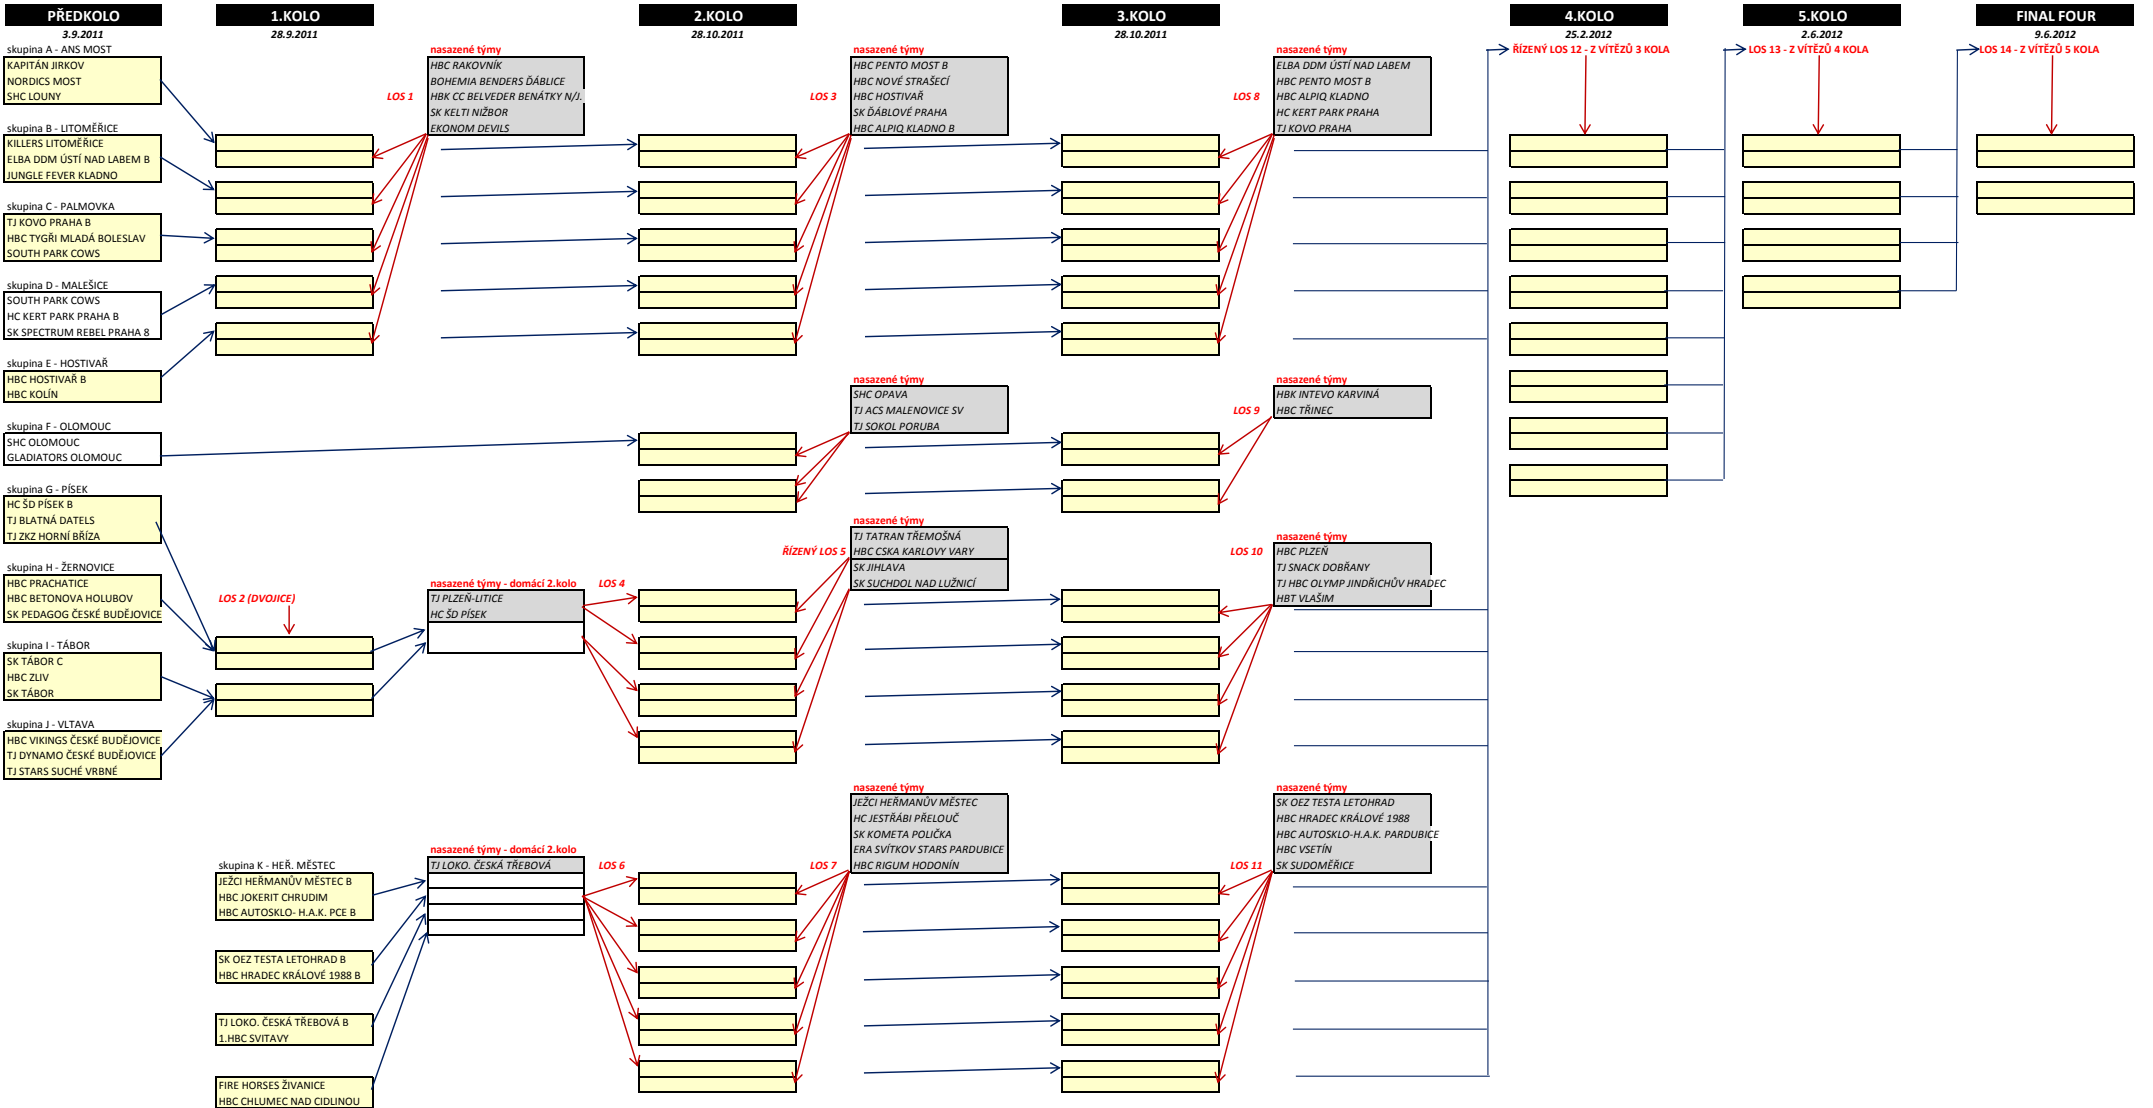 PŘEDKOLO
3.9.2011
skupina A - ANS MOST
KAPITÁN JIRKOV
NORDICS MOST
SHC LOUNY
skupina B - LITOMĚŘICE
KILLERS LITOMĚŘICE
ELBA DDM ÚSTÍ NAD LABEM B
JUNGLE FEVER KLADNO
skupina C - PALMOVKA
TJ KOVO PRAHA B
HBC TYGŘI MLADÁ BOLESLAV
SOUTH PARK COWS
skupina D - MALEŠICE
SOUTH PARK COWS
HC KERT PARK PRAHA B
SK SPECTRUM REBEL PRAHA 8
skupina E - HOSTIVAŘ
HBC HOSTIVAŘ B
HBC KOLÍN
skupina F - OLOMOUC
SHC OLOMOUC
GLADIATORS OLOMOUC
skupina G - PÍSEK
HC ŠD PÍSEK B
TJ BLATNÁ DATELS
TJ ZKZ HORNÍ BŘÍZA
skupina H - ŽERNOVICE
HBC PRACHATICE
HBC BETONOVA HOLUBOV
SK PEDAGOG ČESKÉ BUDĚJOVICE
skupina I - TÁBOR
SK TÁBOR C
HBC ZLIV
SK TÁBOR
skupina J - VLTAVA
HBC VIKINGS ČESKÉ BUDĚJOVICE
TJ DYNAMO ČESKÉ BUDĚJOVICE
TJ STARS SUCHÉ VRBNÉ
1.KOLO
28.9.2011
LOS 2 (DVOJICE)
skupina K - HEŘ. MĚSTEC
JEŽCI HEŘMANŮV MĚSTEC B
HBC JOKERIT CHRUDIM
HBC AUTOSKLO- H.A.K. PCE B
SK OEZ TESTA LETOHRAD B
HBC HRADEC KRÁLOVÉ 1988 B
TJ LOKO. ČESKÁ TŘEBOVÁ B
1.HBC SVITAVY
FIRE HORSES ŽIVANICE
HBC CHLUMEC NAD CIDLINOU
nasazené týmy
LOS 1
HBC RAKOVNÍK
BOHEMIA BENDERS ĎÁBLICE
HBK CC BELVEDER BENÁTKY N/J.
SK KELTI NIŽBOR
EKONOM DEVILS
nasazené týmy - domácí 2.kolo
TJ PLZEŇ-LITICE
HC ŠD PÍSEK
nasazené týmy - domácí 2.kolo
TJ LOKO. ČESKÁ TŘEBOVÁ
2.KOLO
28.10.2011
LOS 4
LOS 6
nasazené týmy
LOS 3
HBC PENTO MOST B
HBC NOVÉ STRAŠECÍ
HBC HOSTIVAŘ
SK ĎÁBLOVÉ PRAHA
HBC ALPIQ KLADNO B
nasazené týmy
SHC OPAVA
TJ ACS MALENOVICE SV
TJ SOKOL PORUBA
nasazené týmy
ŘÍZENÝ LOS 5
TJ TATRAN TŘEMOŠNÁ
HBC CSKA KARLOVY VARY
SK JIHLAVA
SK SUCHDOL NAD LUŽNICÍ
nasazené týmy
LOS 7
JEŽCI HEŘMANŮV MĚSTEC
HC JESTŘÁBI PŘELOUČ
SK KOMETA POLIČKA
ERA SVÍTKOV STARS PARDUBICE
HBC RIGUM HODONÍN
3.KOLO
28.10.2011
nasazené týmy
LOS 8
ELBA DDM ÚSTÍ NAD LABEM
HBC PENTO MOST B
HBC ALPIQ KLADNO
HC KERT PARK PRAHA
TJ KOVO PRAHA
nasazené týmy
LOS 9
HBK INTEVO KARVINÁ
HBC TŘINEC
nasazené týmy
LOS 10
HBC PLZEŇ
TJ SNACK DOBŘANY
TJ HBC OLYMP JINDŘICHŮV HRADEC
HBT VLAŠIM
nasazené týmy
LOS 11
SK OEZ TESTA LETOHRAD
HBC HRADEC KRÁLOVÉ 1988
HBC AUTOSKLO-H.A.K. PARDUBICE
HBC VSETÍN
SK SUDOMĚŘICE
4.KOLO
25.2.2012
ŘÍZENÝ LOS 12 - Z VÍTĚZŮ 3 KOLA
5.KOLO
2.6.2012
LOS 13 - Z VÍTĚZŮ 4 KOLA
FINAL FOUR
9.6.2012
LOS 14 - Z VÍTĚZŮ 5 KOLA